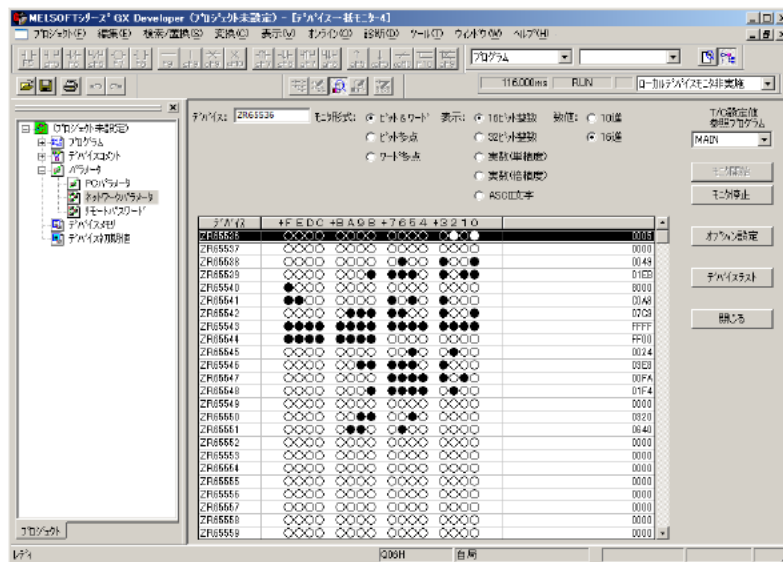 MELSOFTシリーズ GX Developer (プロジェクト未設定) - [デバイス一括モニタ-4]
プロジェクト(F) 編集(E) 検索/置換(S) 変換(C) 表示(V) オンライン(O) 診断(D) ツール(T) ウィンドウ(W) ヘルプ(H)
プログラム
116.000ms RUN ローカルデバイスモニタ非実施
(プロジェクト未設定)
プログラム
デバイスコメント
パラメータ
PCパラメータ
ネットワークパラメータ
リモートパスワード
デバイスメモリ
デバイス初期値
プロジェクト
デバイス: ZR65536 モニタ形式: ビット&ワード 表示: 16ビット整数 数値: 10進
ビット多点 32ビット整数 16進
ワード多点 実数(単精度)
実数(倍精度)
ASCII文字
T/C設定値
参照プログラム
MAIN
モニタ開始
モニタ停止
オプション設定
デバイステスト
閉じる
デバイス +F E D C +B A 9 8 +7 6 5 4 +3 2 1 0
ZR65536 0005
ZR65537 0000
ZR65538 0049
ZR65539 01EB
ZR65540 8000
ZR65541 00A8
ZR65542 07C9
ZR65543 FFFF
ZR65544 FF00
ZR65545 0024
ZR65546 03E8
ZR65547 00FA
ZR65548 01F4
ZR65549 0000
ZR65550 0320
ZR65551 0640
ZR65552 0000
ZR65553 0000
ZR65554 0000
ZR65555 0000
ZR65556 0000
ZR65557 0000
ZR65558 0000
ZR65559 0000
レディ Q06H 自局